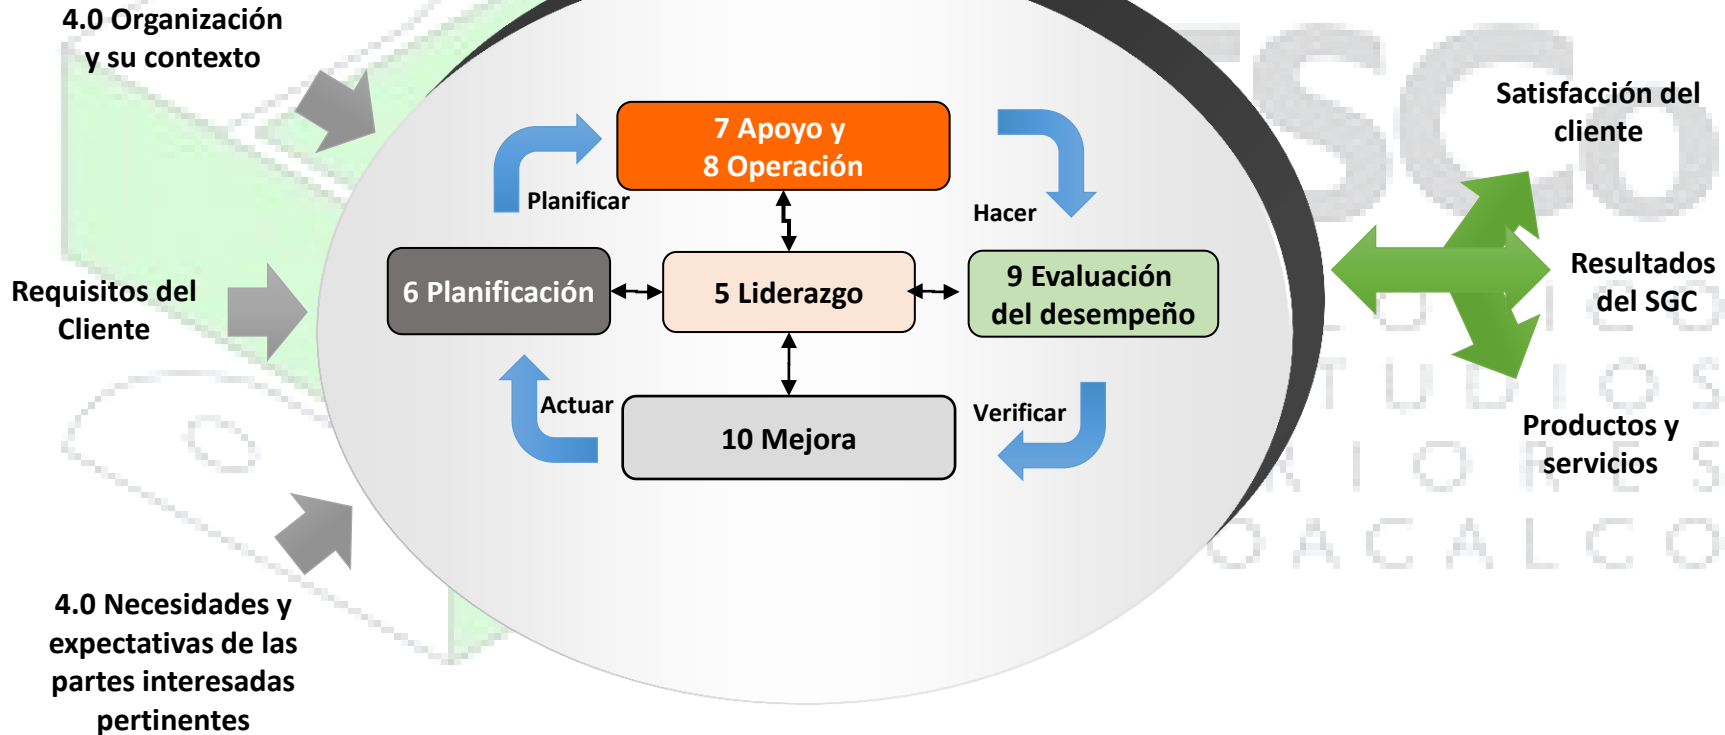 4.0 Organización
y su contexto
7 Apoyo y
8 Operación
Planificar
Hacer
Satisfacción del
cliente
6 Planificación
5 Liderazgo
9 Evaluación
del desempeño
Requisitos del
Cliente
Resultados
del SGC
Actuar
10 Mejora
Verificar
Productos y
servicios
4.0 Necesidades y
expectativas de las
partes interesadas
pertinentes